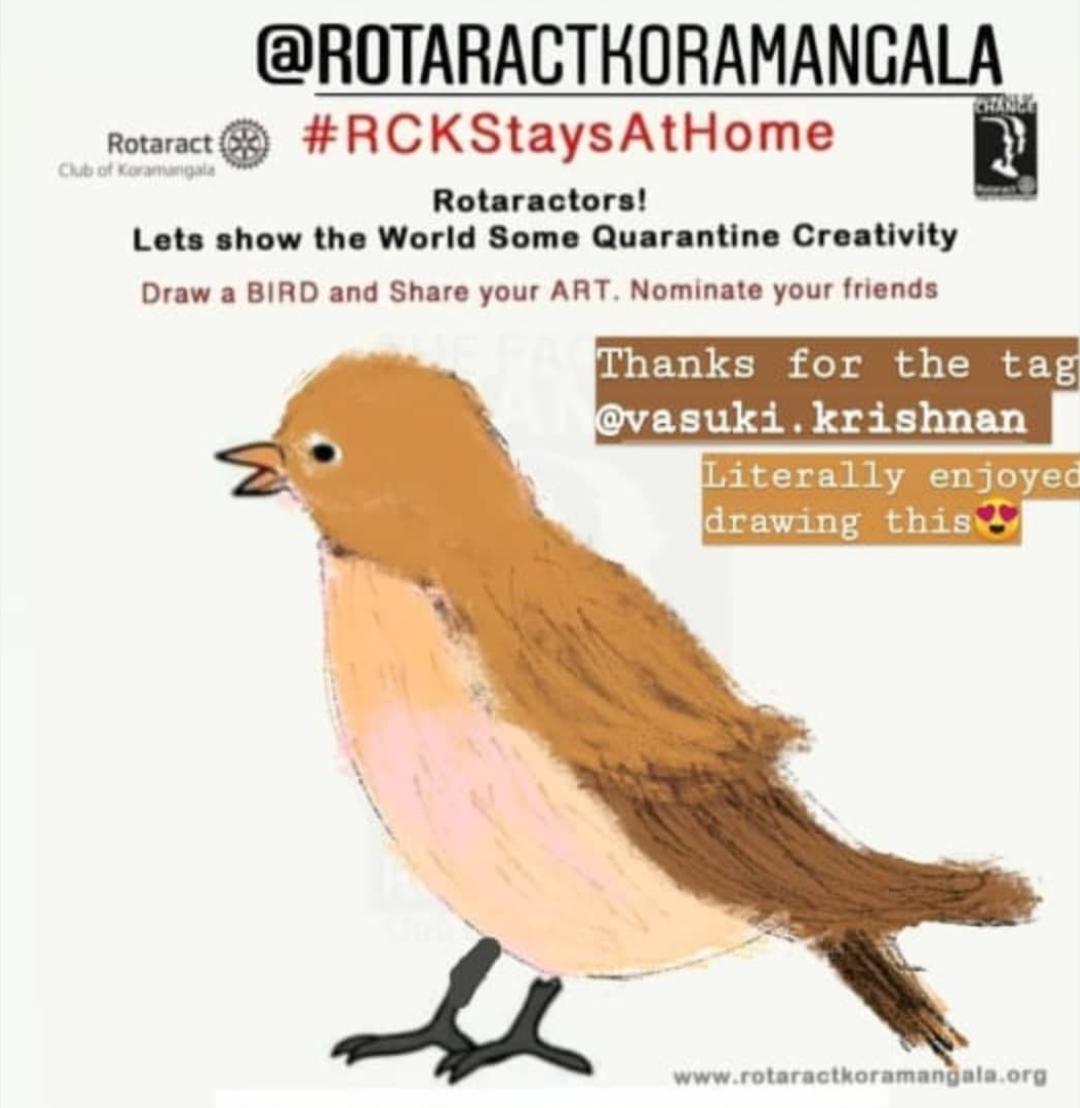 @ROTARACTKORAMANGALA
CHANGE
Rotaract
#RCKStaysAtHome
Club of Koramangala
Rotaractors!
Lets show the World Some Quarantine Creativity
Draw a BIRD and Share your ART. Nominate your friends
Thanks for the tag
@vasuki.krishnan
Literally enjoyed
drawing this😍
www.rotaractkoramangala.org